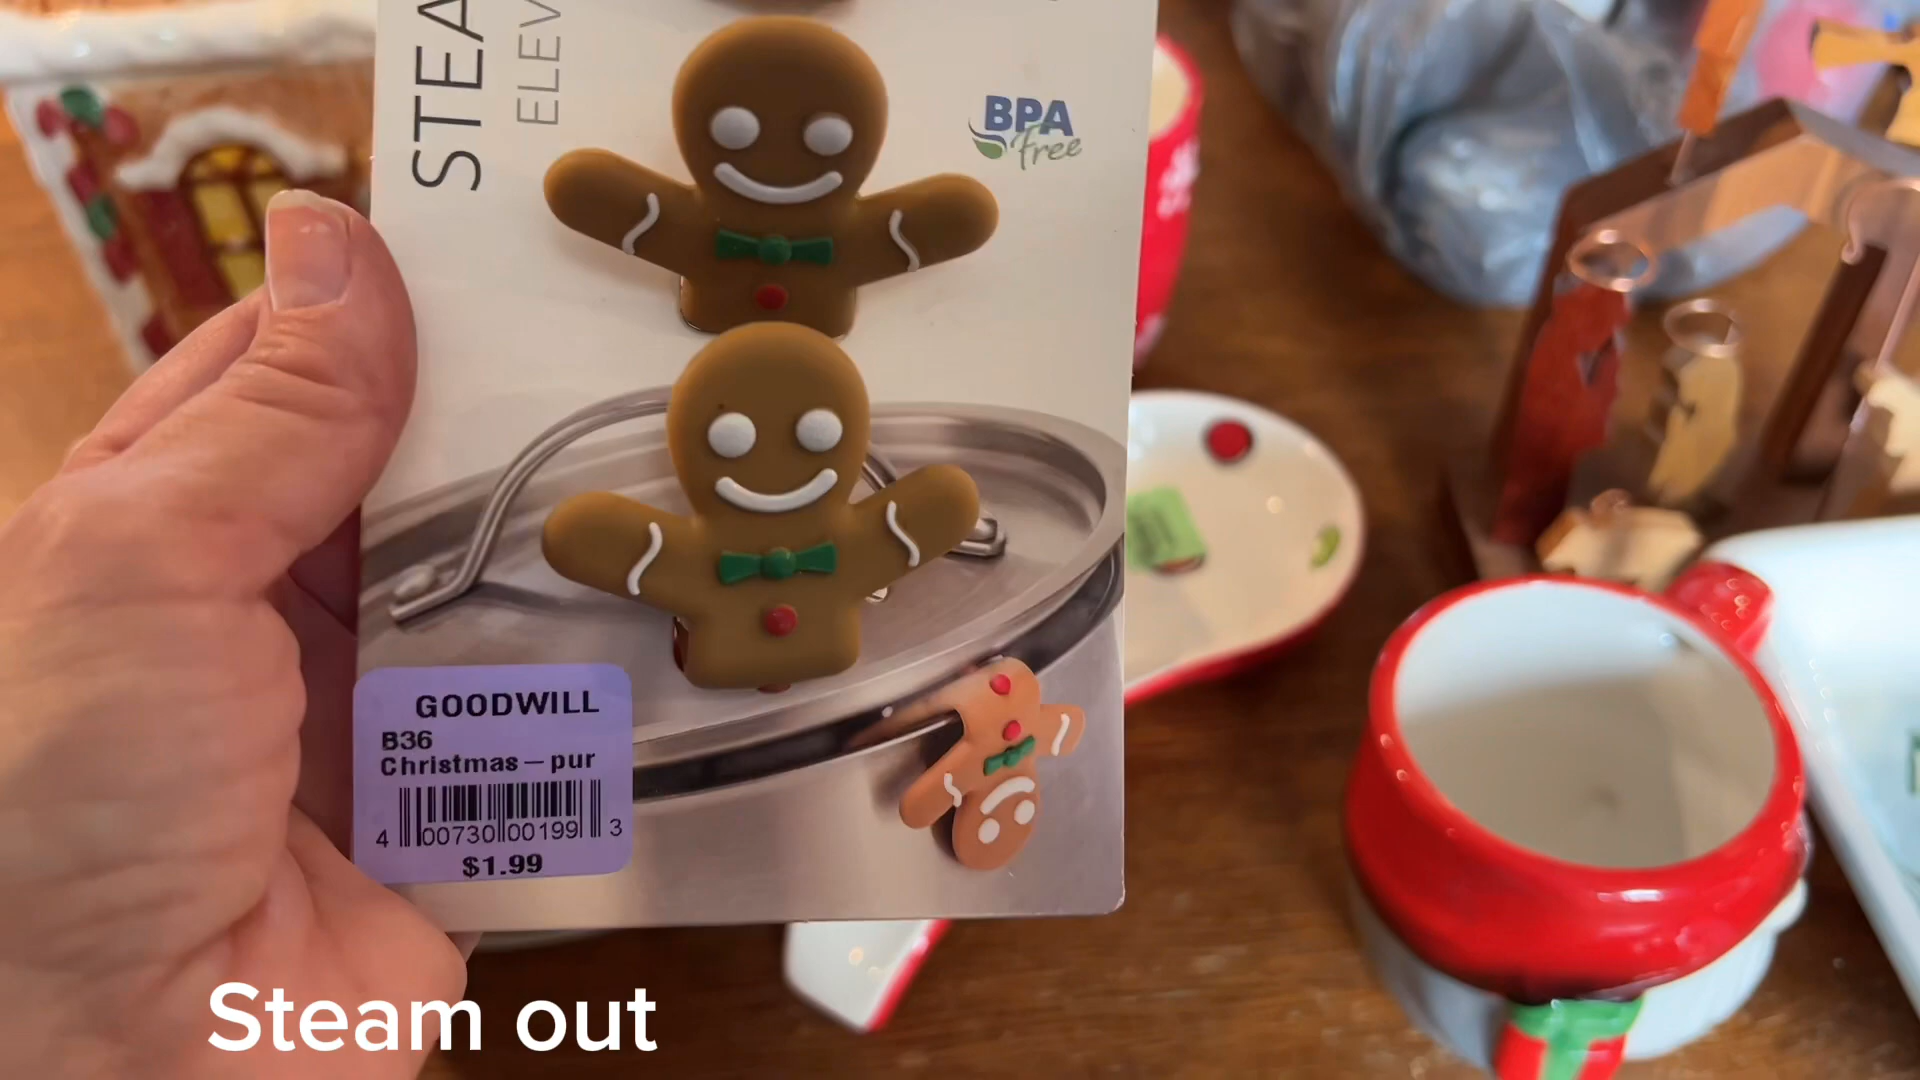 STEA
ELEV
BPA
free
GOODWILL
B36
Christmas — pur
4 00730 00199 3
$1.99
Steam out